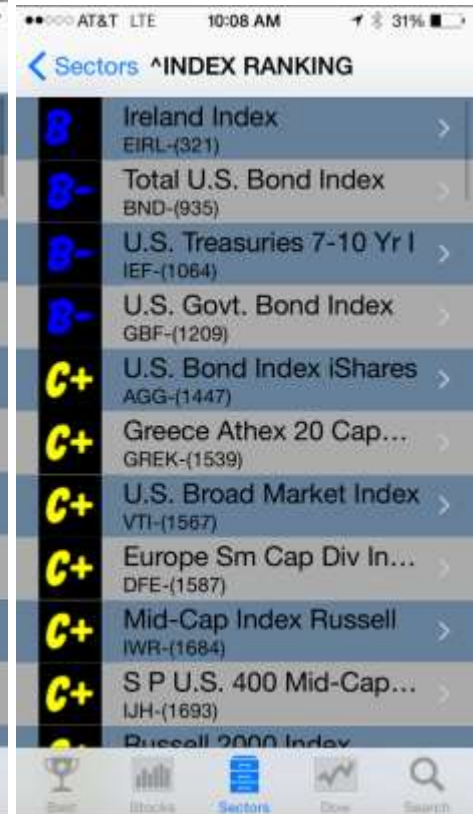 AT&T LTE 10:08 AM 31%
Sectors ^INDEX RANKING
B
Ireland Index
EIRL-(321)
B-
Total U.S. Bond Index
BND-(935)
B-
U.S. Treasuries 7-10 Yr I
IEF-(1064)
B-
U.S. Govt. Bond Index
GBF-(1209)
C+
U.S. Bond Index iShares
AGG-(1447)
C+
Greece Athex 20 Cap...
GREK-(1539)
C+
U.S. Broad Market Index
VTI-(1567)
C+
Europe Sm Cap Div In...
DFE-(1587)
C+
Mid-Cap Index Russell
IWR-(1684)
C+
S P U.S. 400 Mid-Cap...
IJH-(1693)
Russell 2000 Index
Best Stocks Sectors Dow Search